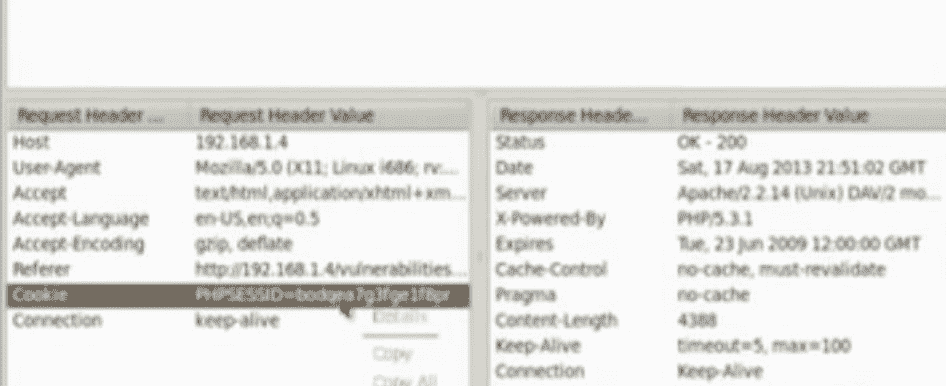 Request Header ... Request Header Value
Host 192.168.1.4
User-Agent Mozilla/5.0 (X11; Linux i686; rv:...
Accept text/html,application/xhtml+xm...
Accept-Language en-US,en;q=0.5
Accept-Encoding gzip, deflate
Referer http://192.168.1.4/vulnerabilities...
Cookie
Connection keep-alive
Details
Copy
Copy All
Response Heade... Response Header Value
Status OK - 200
Date Sat, 17 Aug 2013 21:51:02 GMT
Server Apache/2.2.14 (Unix) DAV/2 mo...
X-Powered-By PHP/5.3.1
Expires Tue, 23 Jun 2009 12:00:00 GMT
Cache-Control no-cache, must-revalidate
Pragma no-cache
Content-Length 4388
Keep-Alive timeout=5, max=100
Connection Keep-Alive